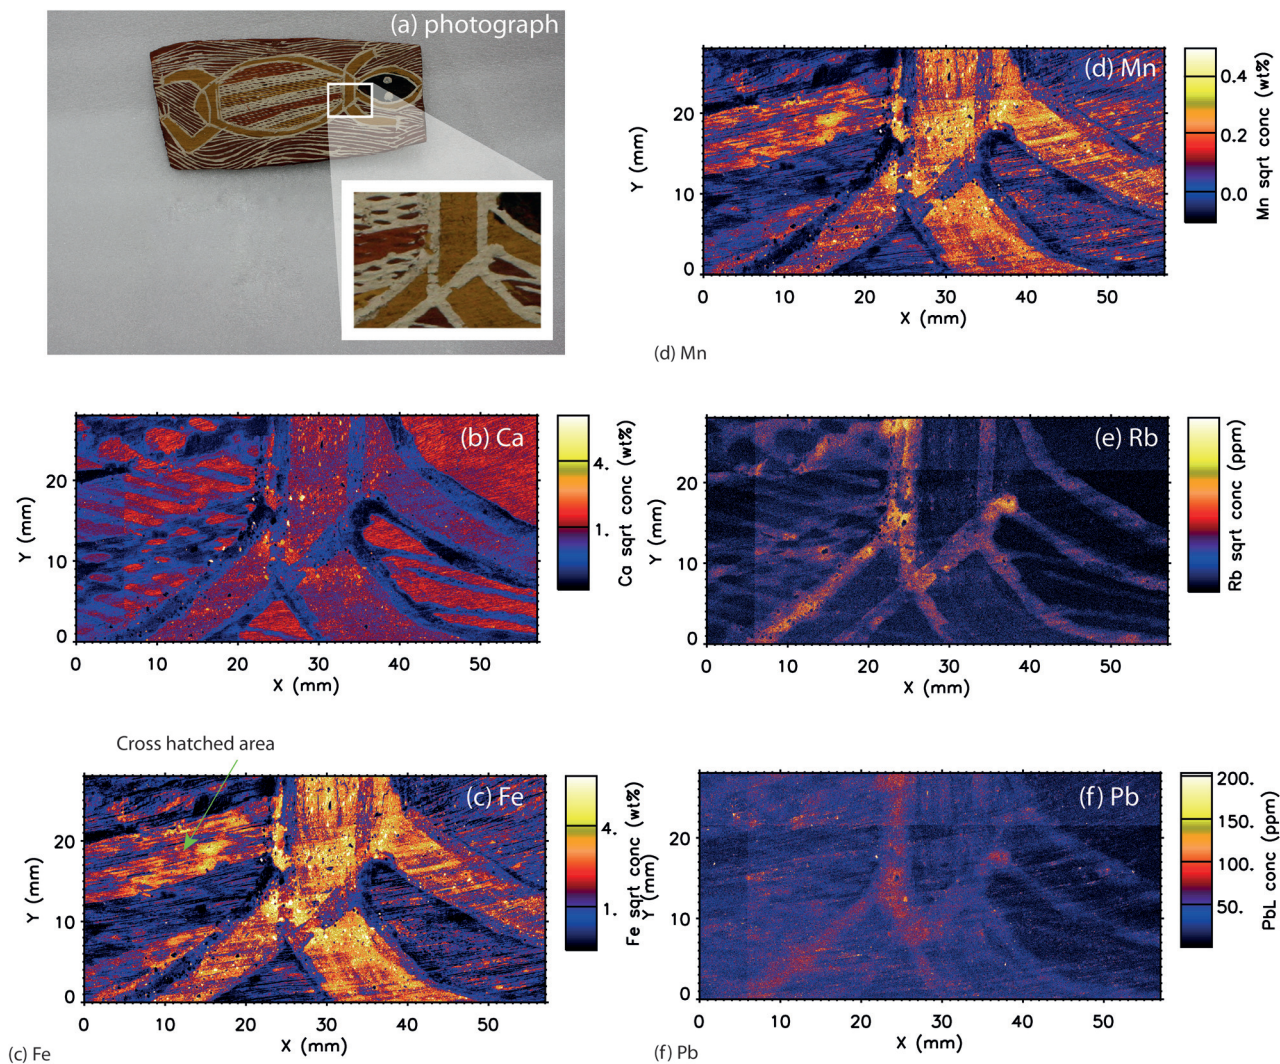 (a) photograph
(b) Ca
Y (mm)
20
10
0
0 10 20 30 40 50
X (mm)
4.
1.
Ca sqrt conc (wt%)
Cross hatched area
(c) Fe
Y (mm)
20
10
0
0 10 20 30 40 50
X (mm)
4.
1.
Fe sqrt conc (wt%)
(c) Fe
(d) Mn
Y (mm)
20
10
0
0 10 20 30 40 50
X (mm)
0.4
0.2
0.0
Mn sqrt conc (wt%)
(d) Mn
(e) Rb
Y (mm)
20
10
0
0 10 20 30 40 50
X (mm)
Rb sqrt conc (ppm)
(f) Pb
Y (mm)
20
10
0
0 10 20 30 40 50
X (mm)
200.
150.
100.
50.
PbL conc (ppm)
(f) Pb